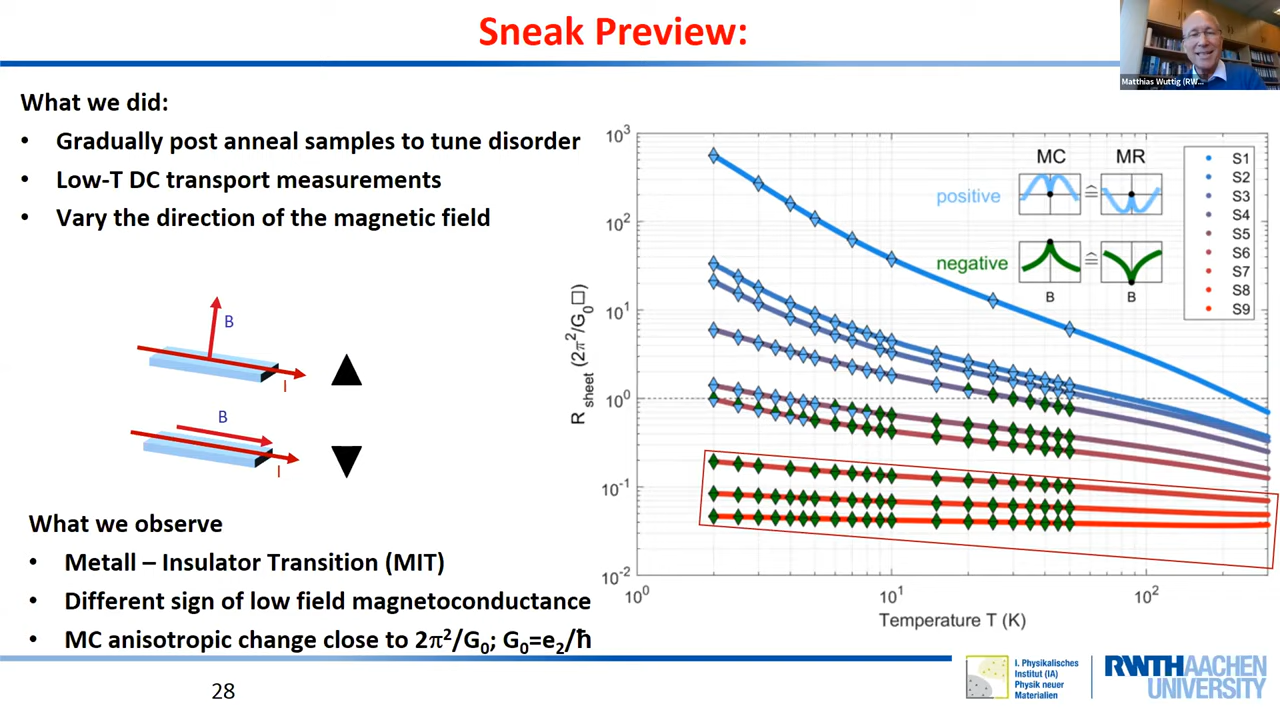 Sneak Preview:
Matthias Wuttig (RW...
What we did:
• Gradually post anneal samples to tune disorder
• Low-T DC transport measurements
• Vary the direction of the magnetic field
B
I
B
I
What we observe
• Metall – Insulator Transition (MIT)
• Different sign of low field magnetoconductance
• MC anisotropic change close to 2π²/G₀; G₀=e₂/ħ
R sheet (2π²/G₀□)
10³
10²
10¹
10⁰
10⁻¹
10⁻²
10⁰
10¹
10²
Temperature T (K)
MC MR
positive ≙
negative ≙
B B
S1
S2
S3
S4
S5
S6
S7
S8
S9
28
I. Physikalisches
Institut (IA)
Physik neuer
Materialien
RWTHAACHEN
UNIVERSITY